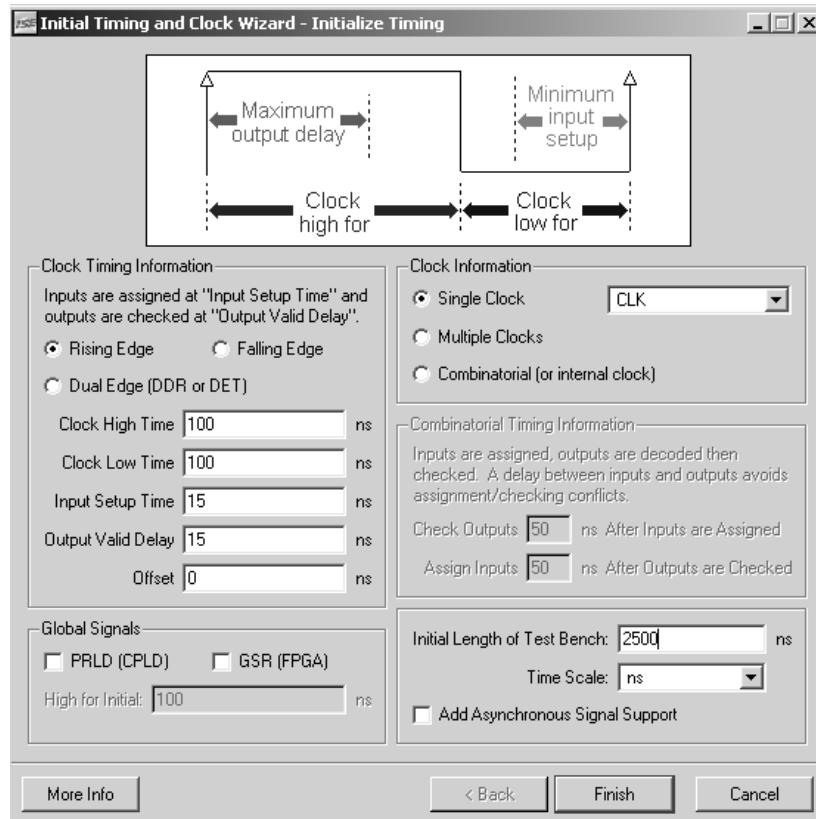 ISE Initial Timing and Clock Wizard - Initialize Timing
Maximum
output delay
Minimum
input
setup
Clock
high for
Clock
low for
Clock Timing Information
Inputs are assigned at "Input Setup Time" and
outputs are checked at "Output Valid Delay".
Rising Edge Falling Edge
Dual Edge (DDR or DET)
Clock High Time 100 ns
Clock Low Time 100 ns
Input Setup Time 15 ns
Output Valid Delay 15 ns
Offset 0 ns
Global Signals
PRLD (CPLD) GSR (FPGA)
High for Initial: 100 ns
Clock Information
Single Clock CLK
Multiple Clocks
Combinatorial (or internal clock)
Combinatorial Timing Information
Inputs are assigned, outputs are decoded then
checked. A delay between inputs and outputs avoids
assignment/checking conflicts.
Check Outputs 50 ns After Inputs are Assigned
Assign Inputs 50 ns After Outputs are Checked
Initial Length of Test Bench: 2500 ns
Time Scale: ns
Add Asynchronous Signal Support
More Info < Back Finish Cancel